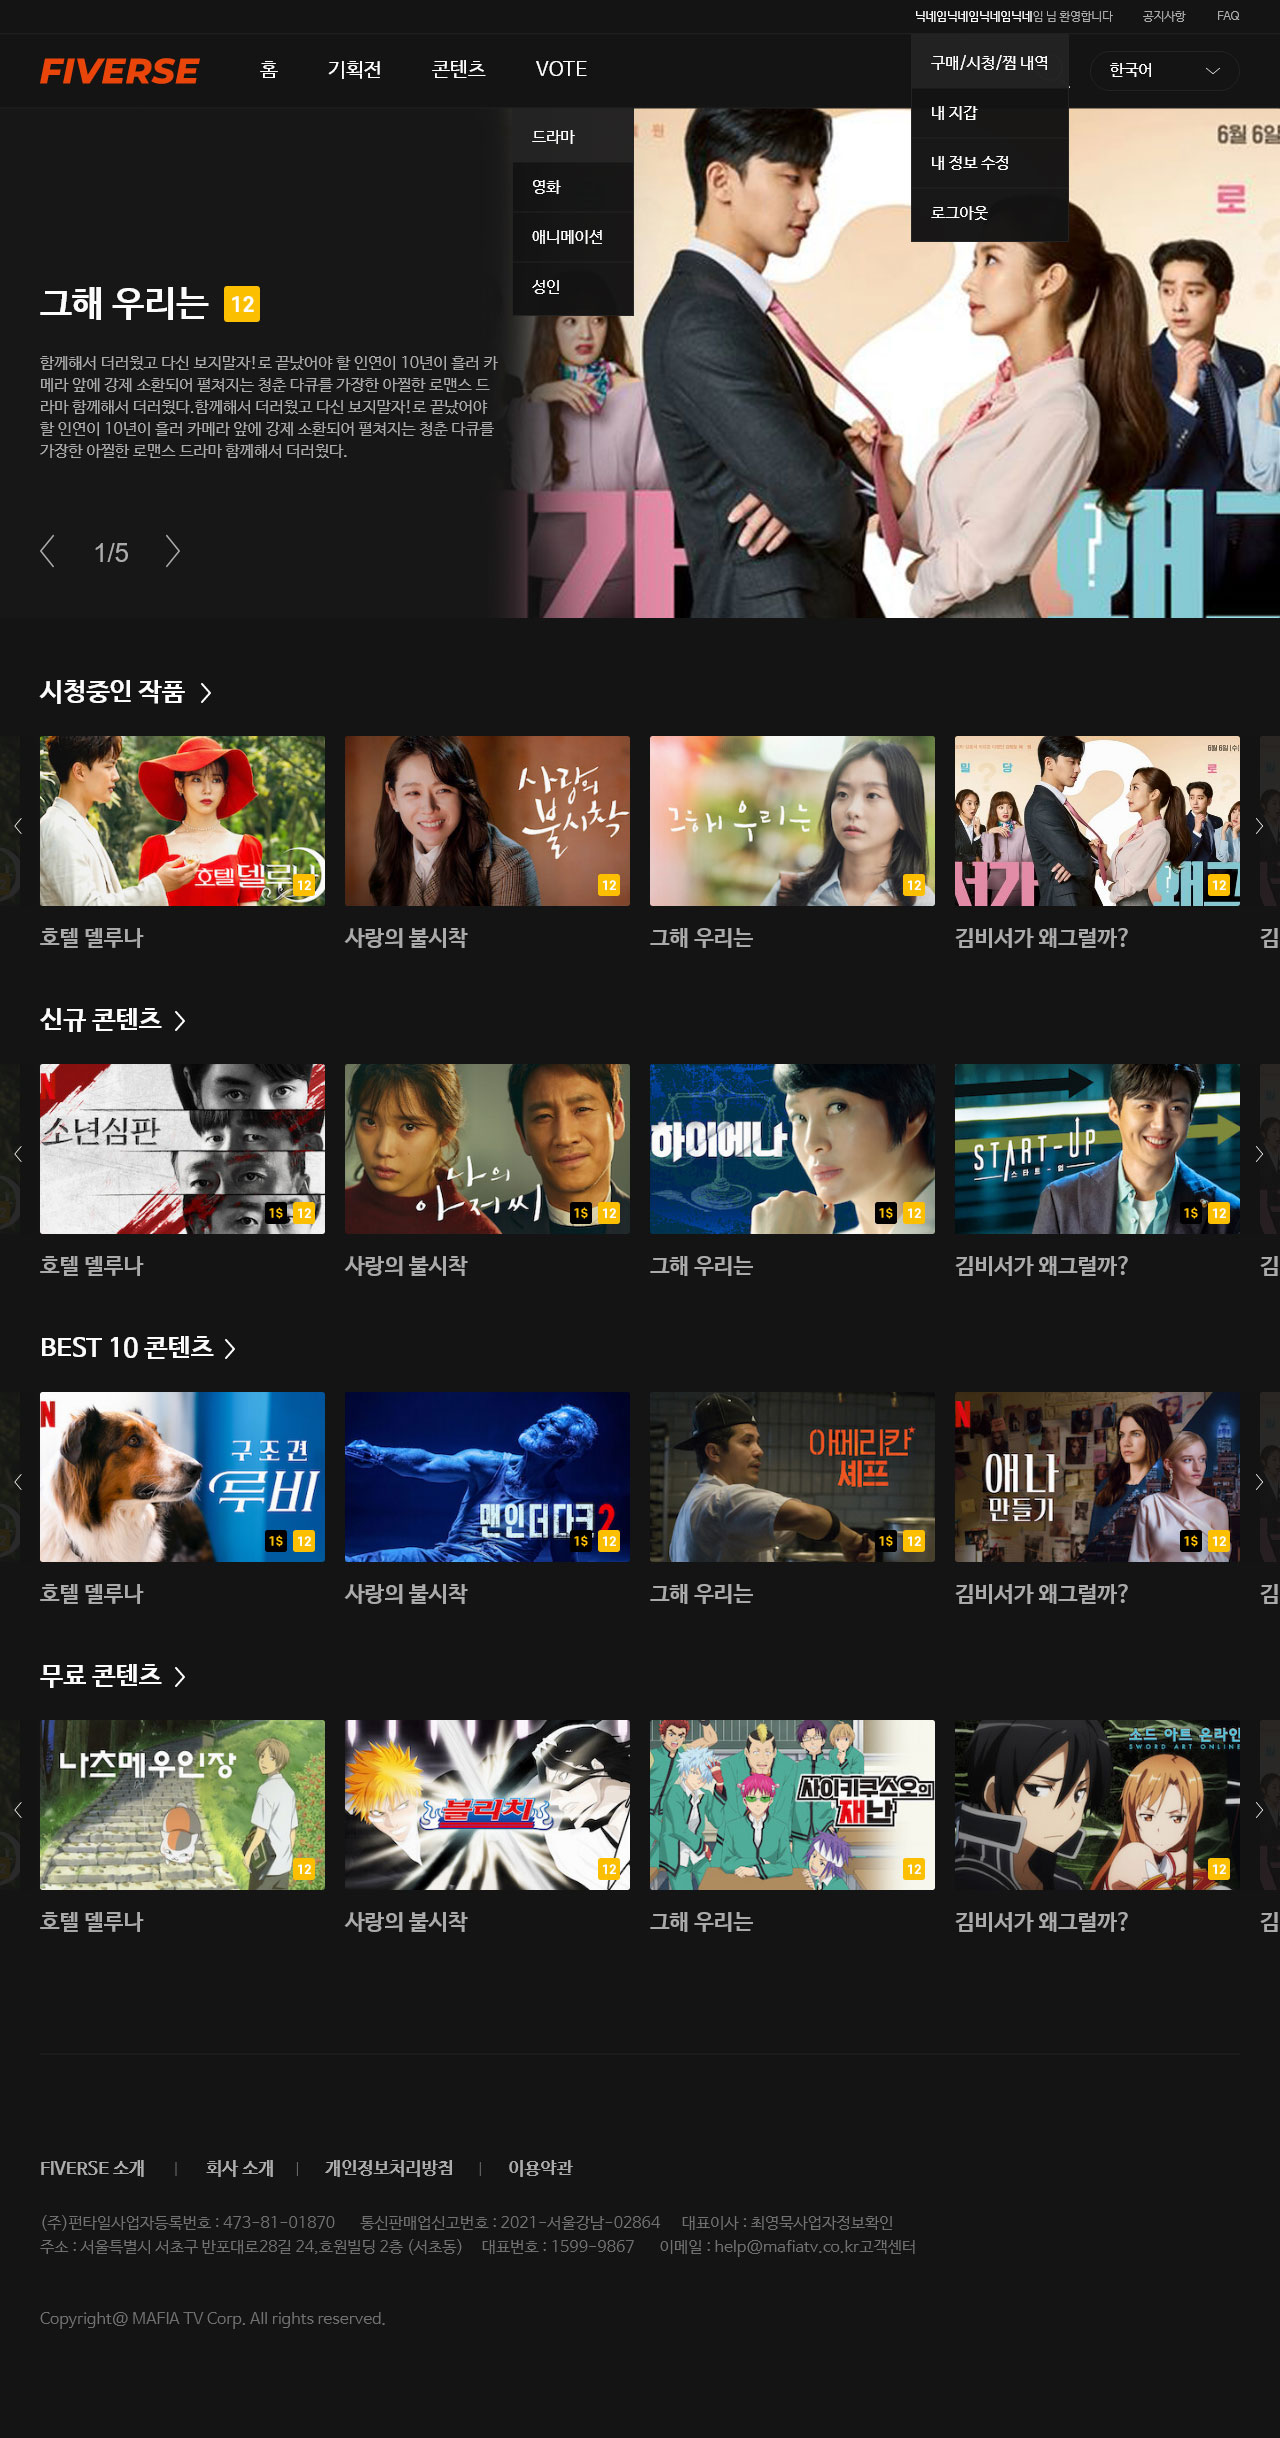 닉네임닉네임닉네임닉네임 님 환영합니다 공지사항 FAQ
FIVERSE 홈 기획전 콘텐츠 VOTE 한국어
구매/시청/찜 내역
내 지갑
내 정보 수정
로그아웃
드라마
영화
애니메이션
성인
6월 6일
로
그해 우리는 12
함께해서 더러웠고 다신 보지말자!로 끝났어야 할 인연이 10년이 흘러 카
메라 앞에 강제 소환되어 펼쳐지는 청춘 다큐를 가장한 아찔한 로맨스 드
라마 함께해서 더러웠다.함께해서 더러웠고 다신 보지말자!로 끝났어야
할 인연이 10년이 흘러 카메라 앞에 강제 소환되어 펼쳐지는 청춘 다큐를
가장한 아찔한 로맨스 드라마 함께해서 더러웠다.
가 왜그
1/5
시청중인 작품
호텔 델루나 12
사랑의 불시착 12
그해 우리는 12
6월 6일 (수)
밀 담 로
서가 왜그 12
호텔 델루나 사랑의 불시착 그해 우리는 김비서가 왜그럴까? 김
신규 콘텐츠
N 소년심판 1$ 12
나의 아저씨 1$ 12
하이에나 1$ 12
START-UP 스타트-업 1$ 12
호텔 델루나 사랑의 불시착 그해 우리는 김비서가 왜그럴까? 김
BEST 10 콘텐츠
N 구조견 루비 1$ 12
맨 인 더 다크 2 1$ 12
아메리칸 셰프 1$ 12
N 애나 만들기 1$ 12
호텔 델루나 사랑의 불시착 그해 우리는 김비서가 왜그럴까? 김
무료 콘텐츠
나츠메우인장 12
블리치 12
사이키쿠스오의 재난 12
소드 아트 온라인 SWORD ART ONLINE 12
호텔 델루나 사랑의 불시착 그해 우리는 김비서가 왜그럴까? 김
FIVERSE 소개 | 회사 소개 | 개인정보처리방침 | 이용약관
(주)편타일사업자등록번호 : 473-81-01870 통신판매업신고번호 : 2021-서울강남-02864 대표이사 : 최영묵사업자정보확인
주소 : 서울특별시 서초구 반포대로28길 24,호원빌딩 2층 (서초동) 대표번호 : 1599-9867 이메일 : help@mafiatv.co.kr고객센터
Copyright@ MAFIA TV Corp. All rights reserved.